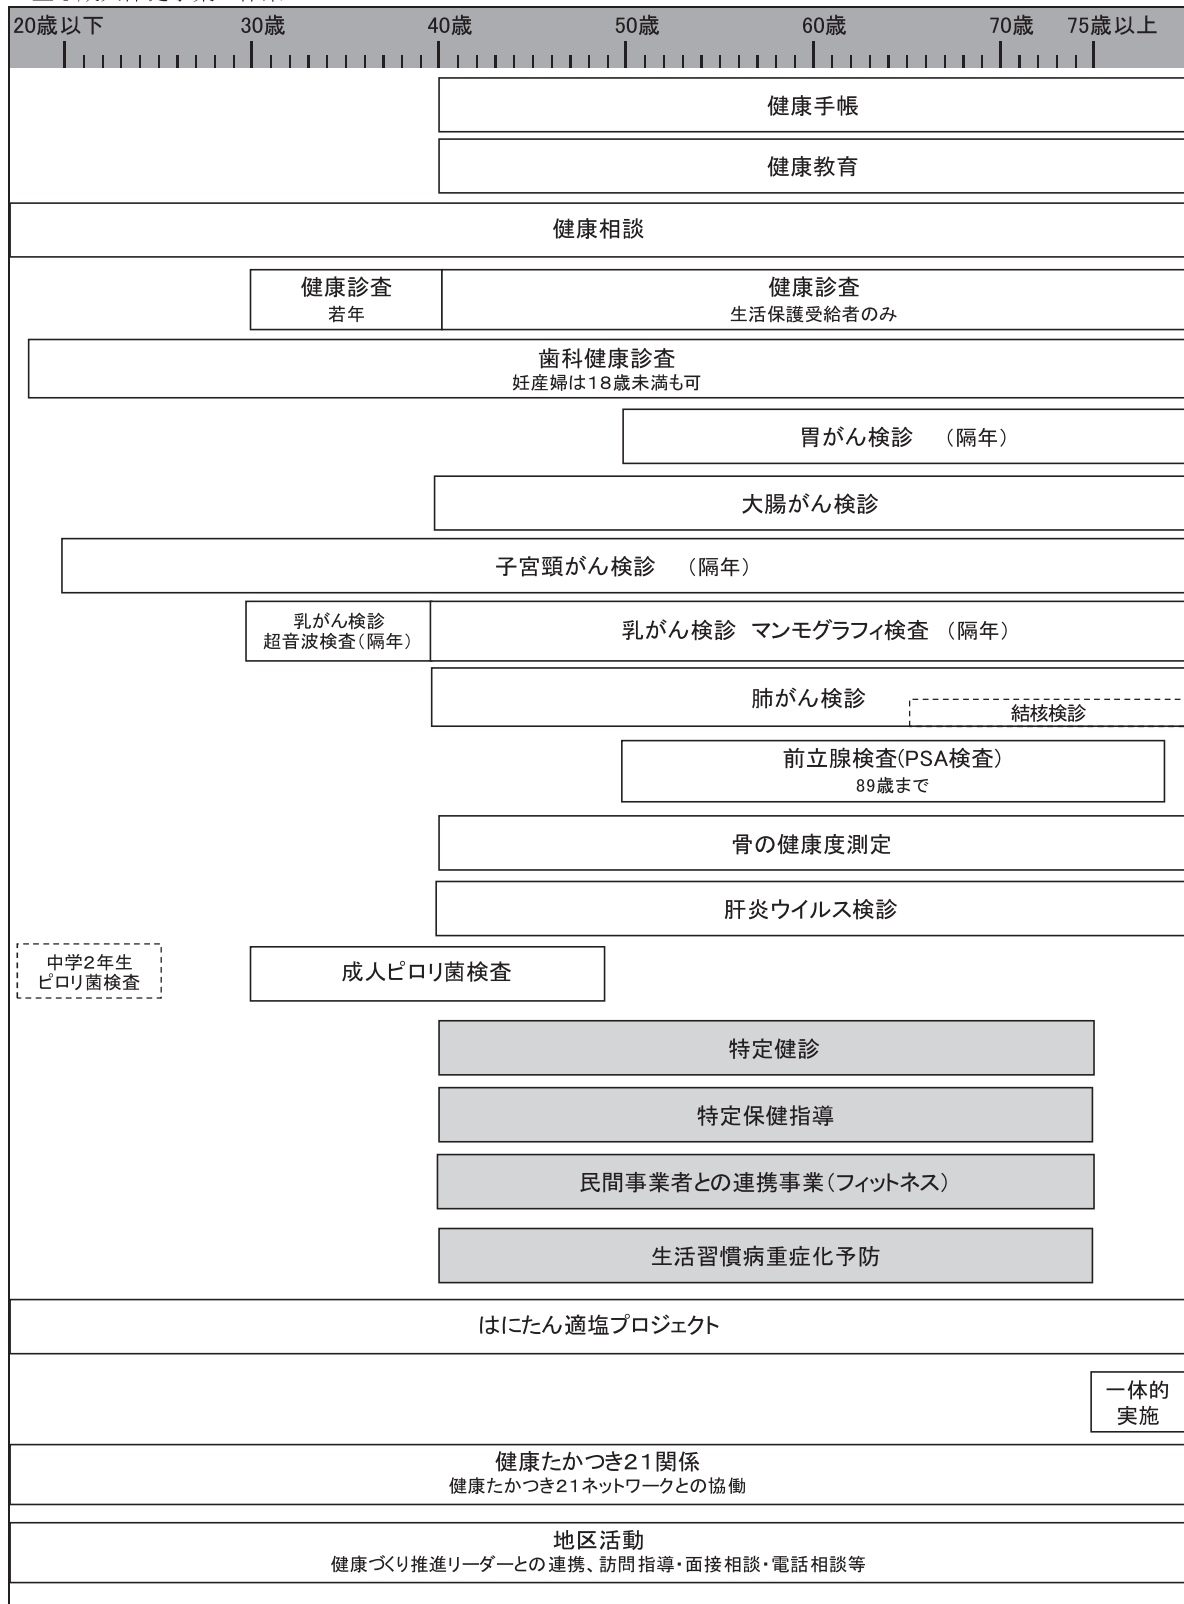 20歳以下 30歳 40歳 50歳 60歳 70歳 75歳以上
健康手帳
健康教育
健康相談
健康診査
若年
健康診査
生活保護受給者のみ
歯科健康診査
妊産婦は18歳未満も可
胃がん検診 （隔年）
大腸がん検診
子宮頸がん検診 （隔年）
乳がん検診
超音波検査（隔年）
乳がん検診 マンモグラフィ検査 （隔年）
肺がん検診
結核検診
前立腺検査(PSA検査）
89歳まで
骨の健康度測定
肝炎ウイルス検診
中学2年生
ピロリ菌検査
成人ピロリ菌検査
特定健診
特定保健指導
民間事業者との連携事業（フィットネス）
生活習慣病重症化予防
はにたん適塩プロジェクト
一体的
実施
健康たかつき21関係
健康たかつき21ネットワークとの協働
地区活動
健康づくり推進リーダーとの連携、訪問指導・面接相談・電話相談等